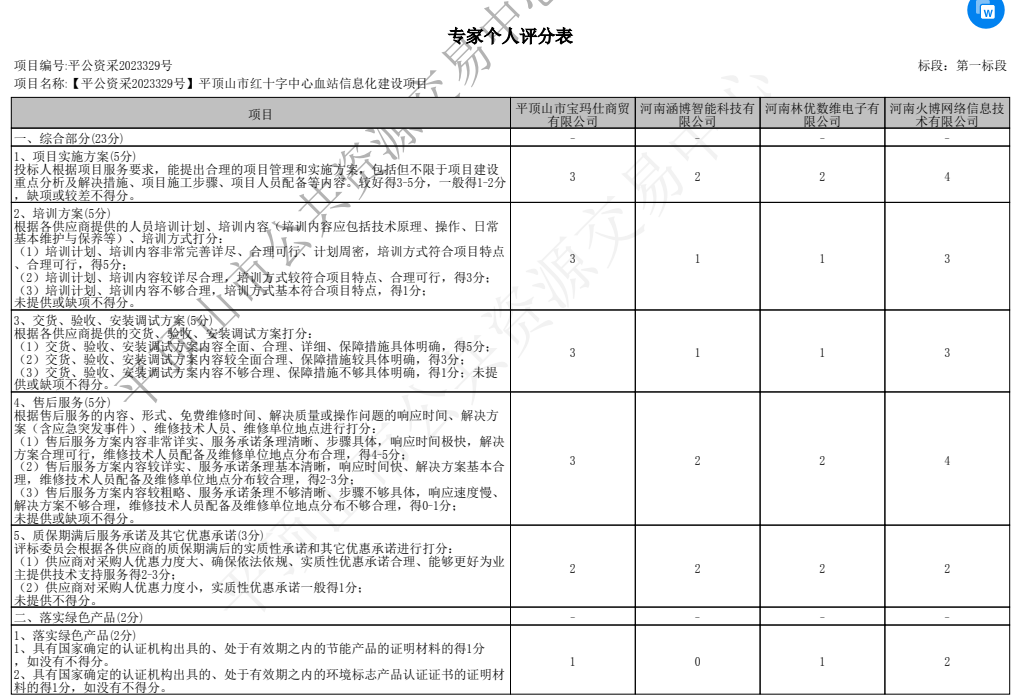 专家个人评分表
项目编号:平公资采2023329号
标段: 第一标段
项目名称:【平公资采2023329号】平顶山市红十字中心血站信息化建设项目
项目
平顶山市宝玛仕商贸有限公司
河南涵博智能科技有限公司
河南林优数维电子有限公司
河南火博网络信息技术有限公司
一、综合部分(23分) - - - -
1、项目实施方案(5分)
投标人根据项目服务要求, 能提出合理的项目管理和实施方案, 包括但不限于项目建设
重点分析及解决措施、项目施工步骤、项目人员配备等内容。较好得3-5分, 一般得1-2分
, 缺项或较差不得分。
3 2 2 4
2、培训方案(5分)
根据各供应商提供的人员培训计划、培训内容（培训内容应包括技术原理、操作、日常
基本维护与保养等）、培训方式打分:
（1）培训计划、培训内容非常完善详尽、合理可行、计划周密, 培训方式符合项目特点
、合理可行, 得5分;
（2）培训计划、培训内容较详尽合理, 培训方式较符合项目特点、合理可行, 得3分;
（3）培训计划、培训内容不够合理, 培训方式基本符合项目特点, 得1分;
未提供或缺项不得分。
3 1 1 3
3、交货、验收、安装调试方案(5分)
根据各供应商提供的交货、验收、安装调试方案打分:
（1）交货、验收、安装调试方案内容全面、合理、详细、保障措施具体明确, 得5分;
（2）交货、验收、安装调试方案内容较全面合理、保障措施较具体明确, 得3分;
（3）交货、验收、安装调试方案内容不够合理、保障措施不够具体明确, 得1分; 未提
供或缺项不得分。
3 1 1 3
4、售后服务(5分)
根据售后服务的内容、形式、免费维修时间、解决质量或操作问题的响应时间、解决方
案（含应急突发事件）、维修技术人员、维修单位地点进行打分:
（1）售后服务方案内容非常详实、服务承诺条理清晰、步骤具体, 响应时间极快, 解决
方案合理可行, 维修技术人员配备及维修单位地点分布合理, 得4-5分;
（2）售后服务方案内容较详实、服务承诺条理基本清晰, 响应时间快、解决方案基本合
理, 维修技术人员配备及维修单位地点分布较合理, 得2-3分;
（3）售后服务方案内容较粗略、服务承诺条理不够清晰、步骤不够具体, 响应速度慢、
解决方案不够合理, 维修技术人员配备及维修单位地点分布不够合理, 得0-1分;
未提供或缺项不得分。
3 2 2 4
5、质保期满后服务承诺及其它优惠承诺(3分)
评标委员会根据各供应商的质保期满后的实质性承诺和其它优惠承诺进行打分:
（1）供应商对采购人优惠力度大、确保依法依规、实质性优惠承诺合理、能够更好为业
主提供技术支持服务得2-3分;
（2）供应商对采购人优惠力度小, 实质性优惠承诺一般得1分;
未提供不得分。
2 2 2 2
二、落实绿色产品(2分) - - - -
1、落实绿色产品(2分)
1、具有国家确定的认证机构出具的、处于有效期之内的节能产品的证明材料的得1分
, 如没有不得分。
2、具有国家确定的认证机构出具的、处于有效期之内的环境标志产品认证证书的证明材
料的得1分, 如没有不得分。
1 0 1 2
平顶山市公共资源交易中心
平顶山市公共资源交易中心
W